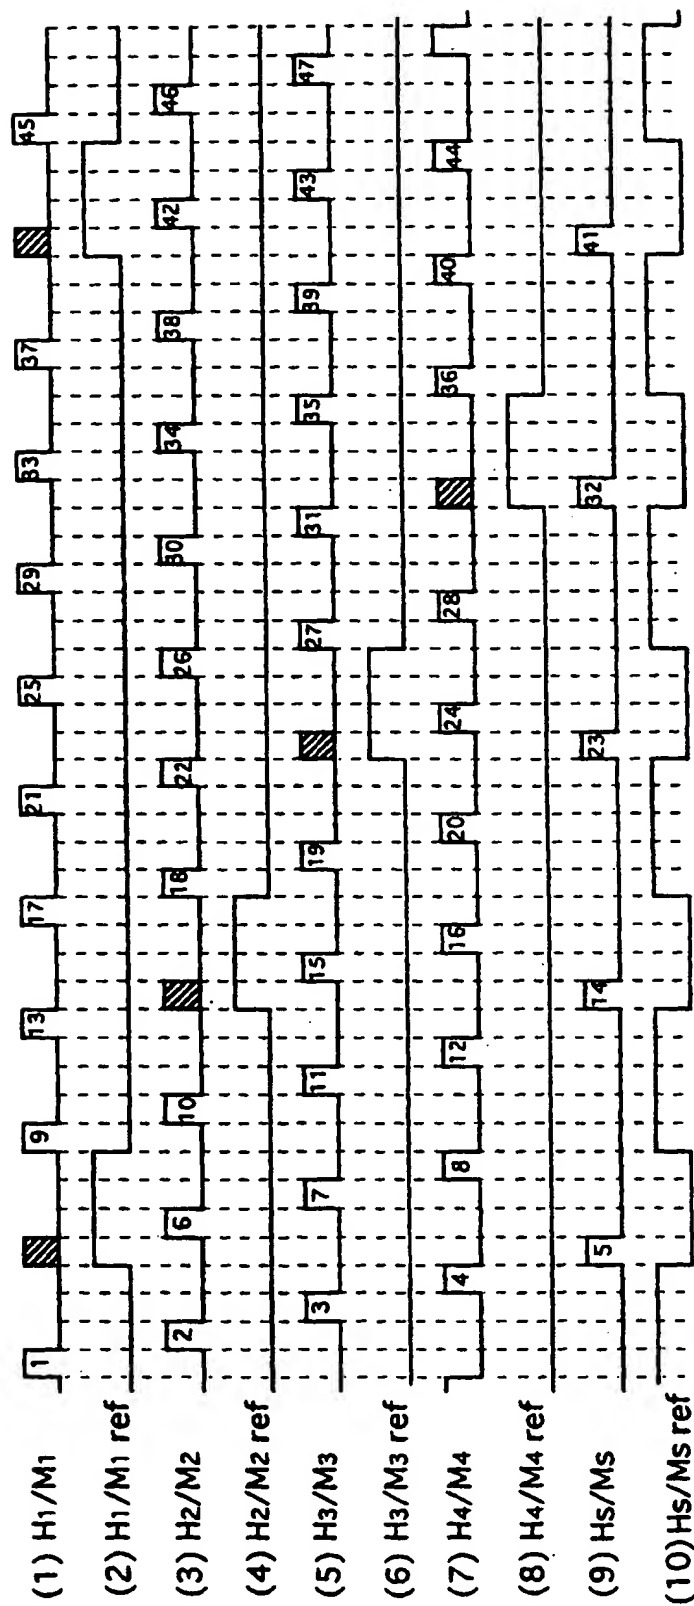 (1) H1/M1 1 9 13 17 21 25 29 33 37 45
(2) H1/M1 ref
(3) H2/M2 2 6 10 18 22 26 30 34 38 42 46
(4) H2/M2 ref
(5) H3/M3 3 7 11 15 19 27 31 35 39 43 47
(6) H3/M3 ref
(7) H4/M4 4 8 12 16 20 24 28 36 40 44
(8) H4/M4 ref
(9) Hs/Ms 5 14 23 32 41
(10) Hs/Ms ref